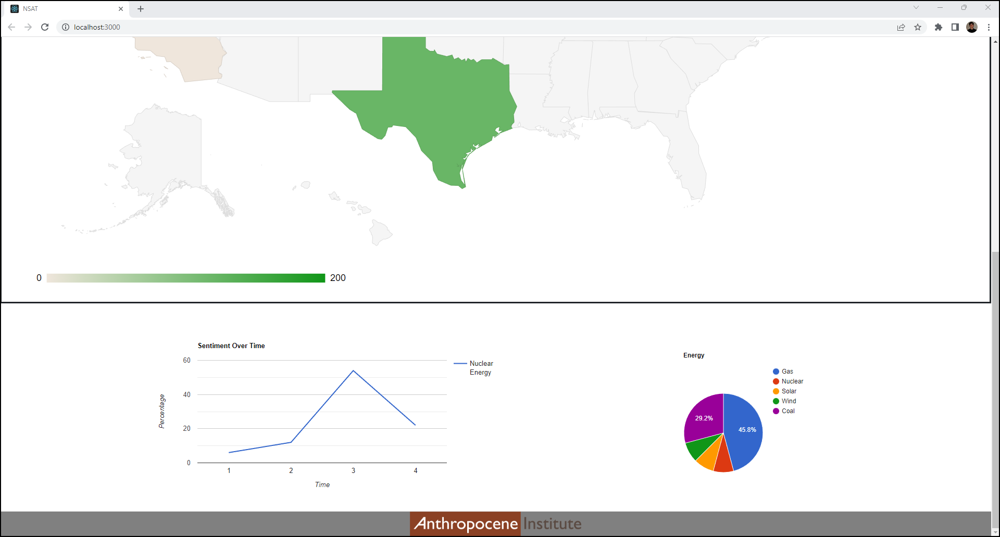 NSAT
localhost:3000
0
200
Sentiment Over Time
60
40
20
0
Percentage
1 2 3 4
Time
Nuclear
Energy
Energy
Gas
Nuclear
Solar
Wind
Coal
29.2%
45.8%
Anthropocene Institute